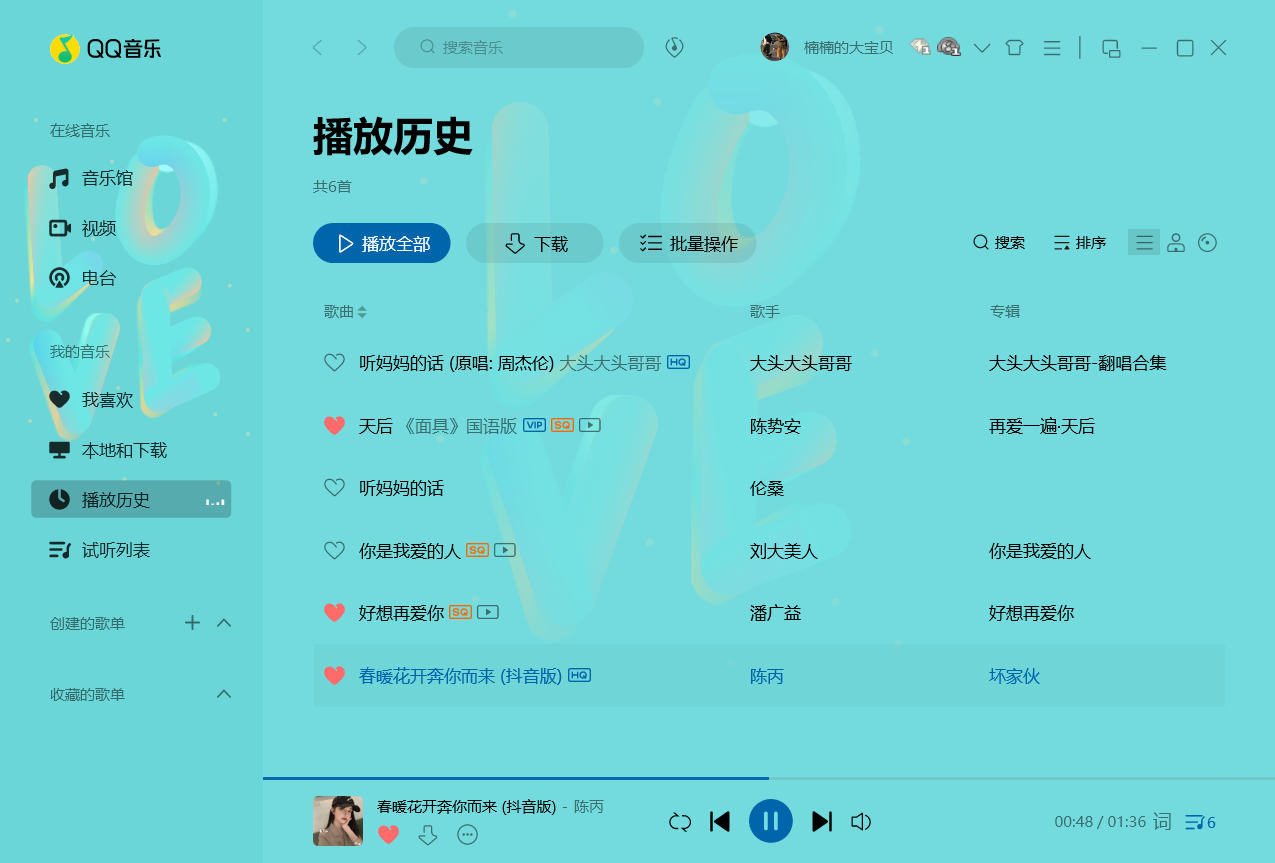 QQ音乐
搜索音乐
楠楠的大宝贝
在线音乐
音乐馆
视频
电台
我的音乐
我喜欢
本地和下载
播放历史
试听列表
创建的歌单
收藏的歌单
播放历史
共6首
播放全部 下载 批量操作 搜索 排序
歌曲 歌手 专辑
听妈妈的话 (原唱: 周杰伦) 大头大头哥哥 HQ 大头大头哥哥 大头大头哥哥-翻唱合集
天后 《面具》国语版 VIP SQ 陈势安 再爱一遍·天后
听妈妈的话 伦桑
你是我爱的人 SQ 刘大美人 你是我爱的人
好想再爱你 SQ 潘广益 好想再爱你
春暖花开奔你而来 (抖音版) HQ 陈丙 坏家伙
春暖花开奔你而来 (抖音版) - 陈丙
00:48 / 01:36 词 6
LOVE
LOVE